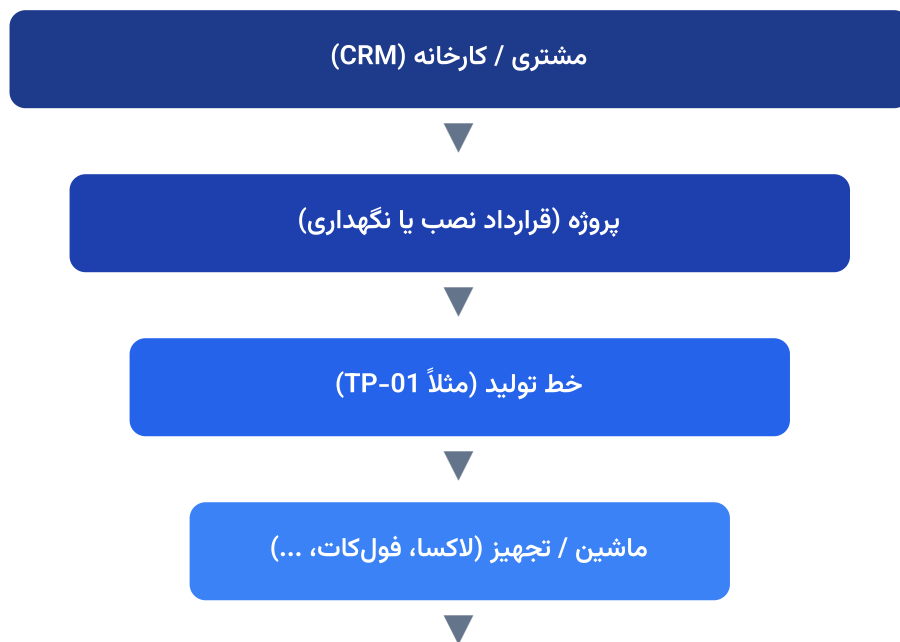 مشتری / کارخانه (CRM)
پروژه (قرارداد نصب یا نگهداری)
خط تولید (مثلاً TP-01)
ماشین / تجهیز (لاکسا، فول‌کات، ...)